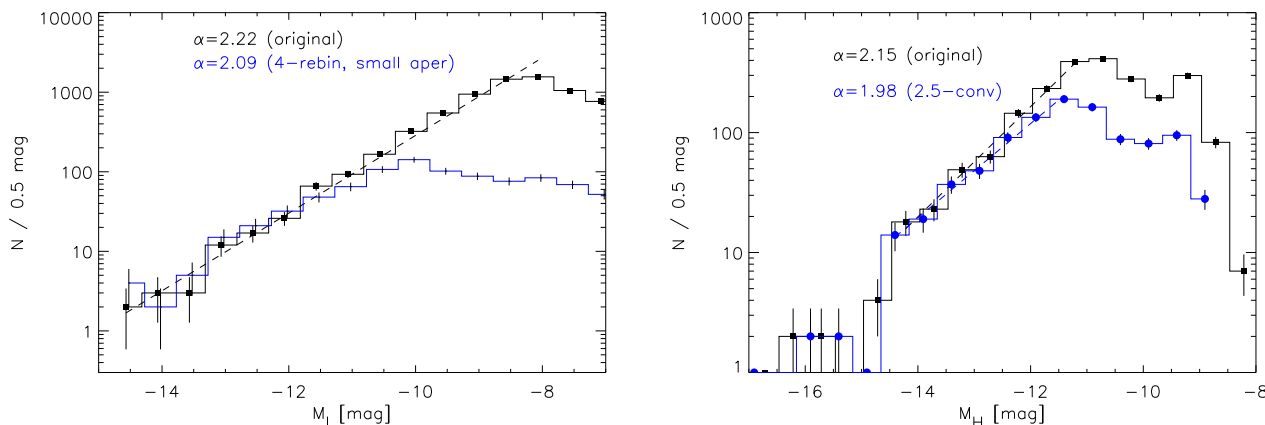 10000
1000
100
10
1
N / 0.5 mag
α=2.22 (original)
α=2.09 (4-rebin, small aper)
−14
−12
−10
−8
M_I [mag]
1000
100
10
1
N / 0.5 mag
α=2.15 (original)
α=1.98 (2.5-conv)
−16
−14
−12
−10
−8
M_H [mag]